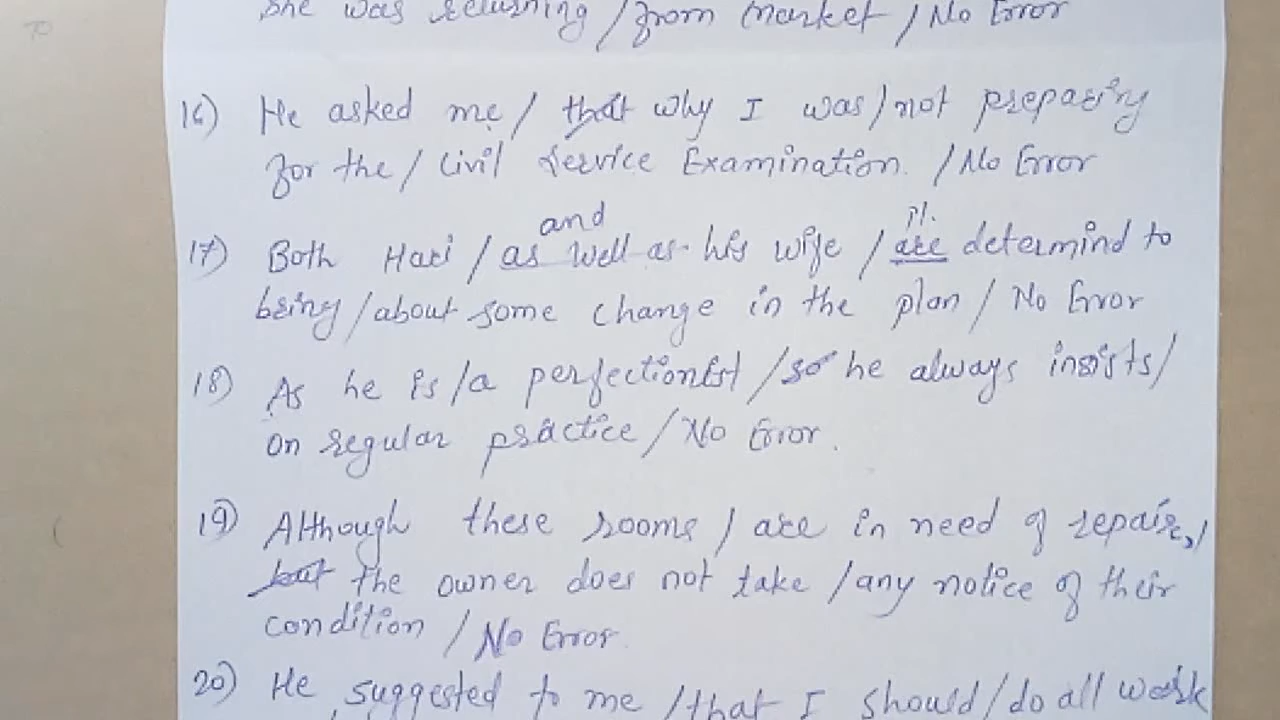 She was returning / from market / No Error
16) He asked me / that why I was / not preparing
for the / Civil Service Examination. / No Error
and
Pl.
17) Both Hari / as well as his wife / are determind to
being / about some change in the plan / No Error
18) As he is / a perfectionist / so he always insists /
on regular practice / No Error.
19) Although these rooms / are in need of repair, /
but the owner does not take / any notice of their
condition / No Error.
20) He suggested to me / that I should / do all work